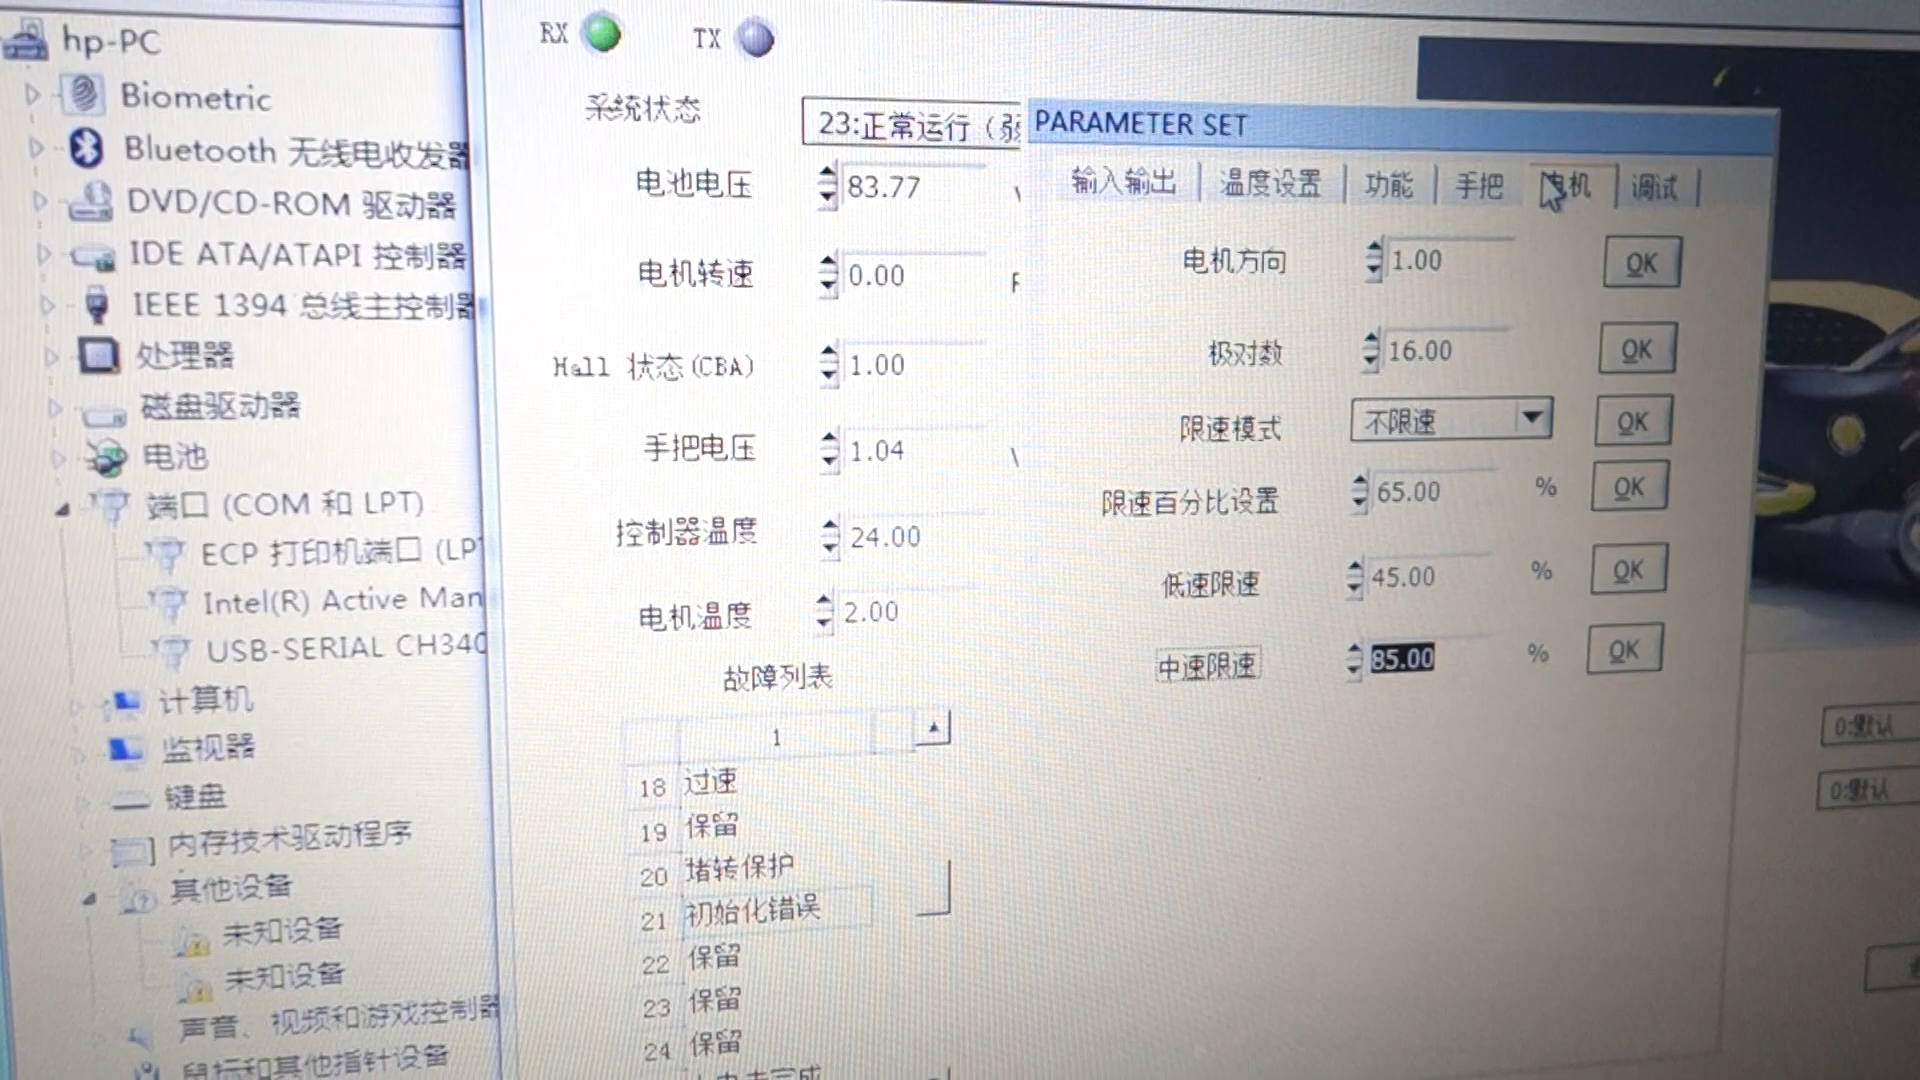 hp-PC
Biometric
Bluetooth 无线电收发器
DVD/CD-ROM 驱动器
IDE ATA/ATAPI 控制器
IEEE 1394 总线主控制器
处理器
磁盘驱动器
电池
端口 (COM 和 LPT)
ECP 打印机端口 (LP
Intel(R) Active Man
USB-SERIAL CH340
计算机
监视器
键盘
内存技术驱动程序
其他设备
未知设备
未知设备
声音、视频和游戏控制器
鼠标和其他指针设备
RX
TX
系统状态
23:正常运行 (弱
电池电压
83.77
电机转速
0.00
Hall 状态(CBA)
1.00
手把电压
1.04
控制器温度
24.00
电机温度
2.00
故障列表
1
18 过速
19 保留
20 堵转保护
21 初始化错误
22 保留
23 保留
24 保留
PARAMETER SET
输入输出
温度设置
功能
手把
电机
调试
电机方向 1.00 OK
极对数 16.00 OK
限速模式 不限速 OK
限速百分比设置 65.00 % OK
低速限速 45.00 % OK
中速限速 85.00 % OK
0:默认
0:默认